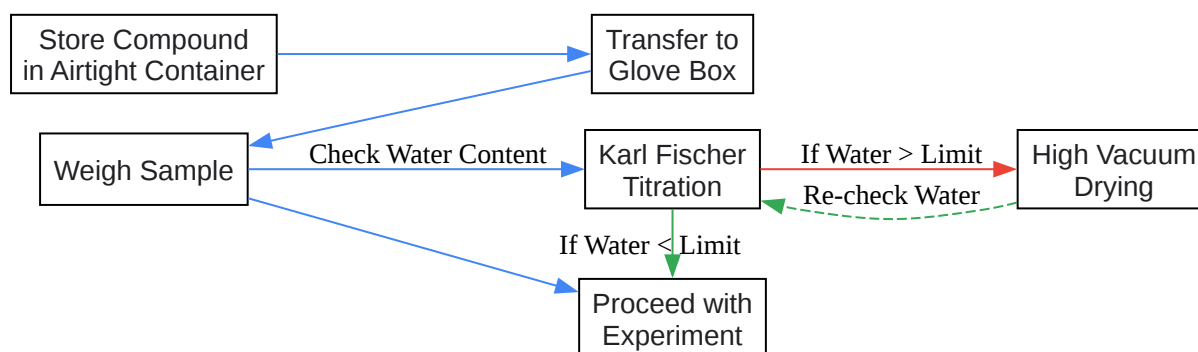 Store Compound
in Airtight Container
Transfer to
Glove Box
Weigh Sample
Check Water Content
Karl Fischer
Titration
If Water > Limit
Re-check Water
High Vacuum
Drying
If Water < Limit
Proceed with
Experiment